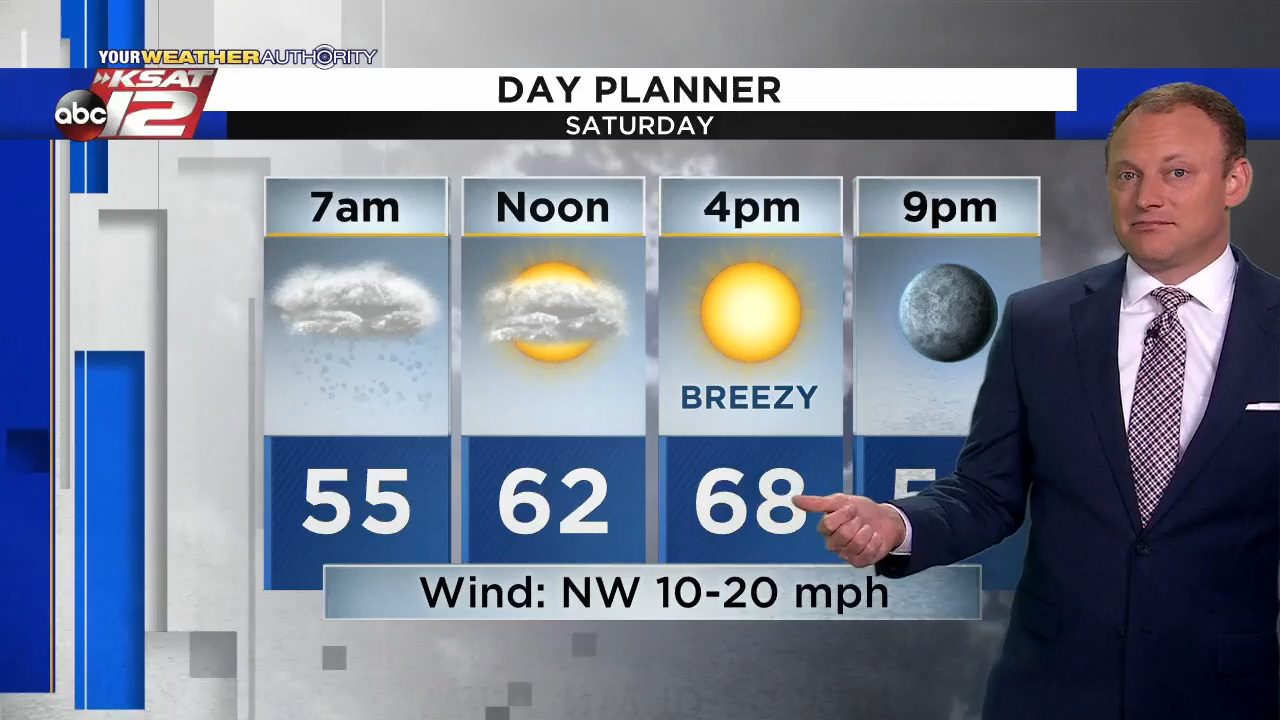 YOUR WEATHER AUTHORITY
KSAT
abc 12
DAY PLANNER
SATURDAY
7am Noon 4pm 9pm
BREEZY
55 62 68
Wind: NW 10-20 mph